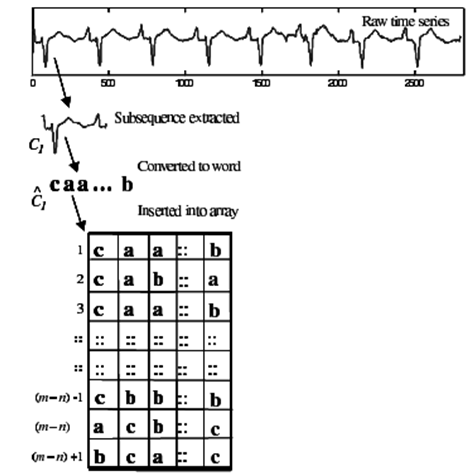 Raw time series
0 500 1000 1500 2000 2500
Subsequence extracted
C₁
Converted to word
Ĉ₁ caa... b
Inserted into array
1 c a a :: b
2 c a b :: a
3 c a a :: b
:: :: :: :: :: ::
:: :: :: :: :: ::
(m−n) -1 c b b :: b
(m−n) a c b :: c
(m−n) +1 b c a :: c